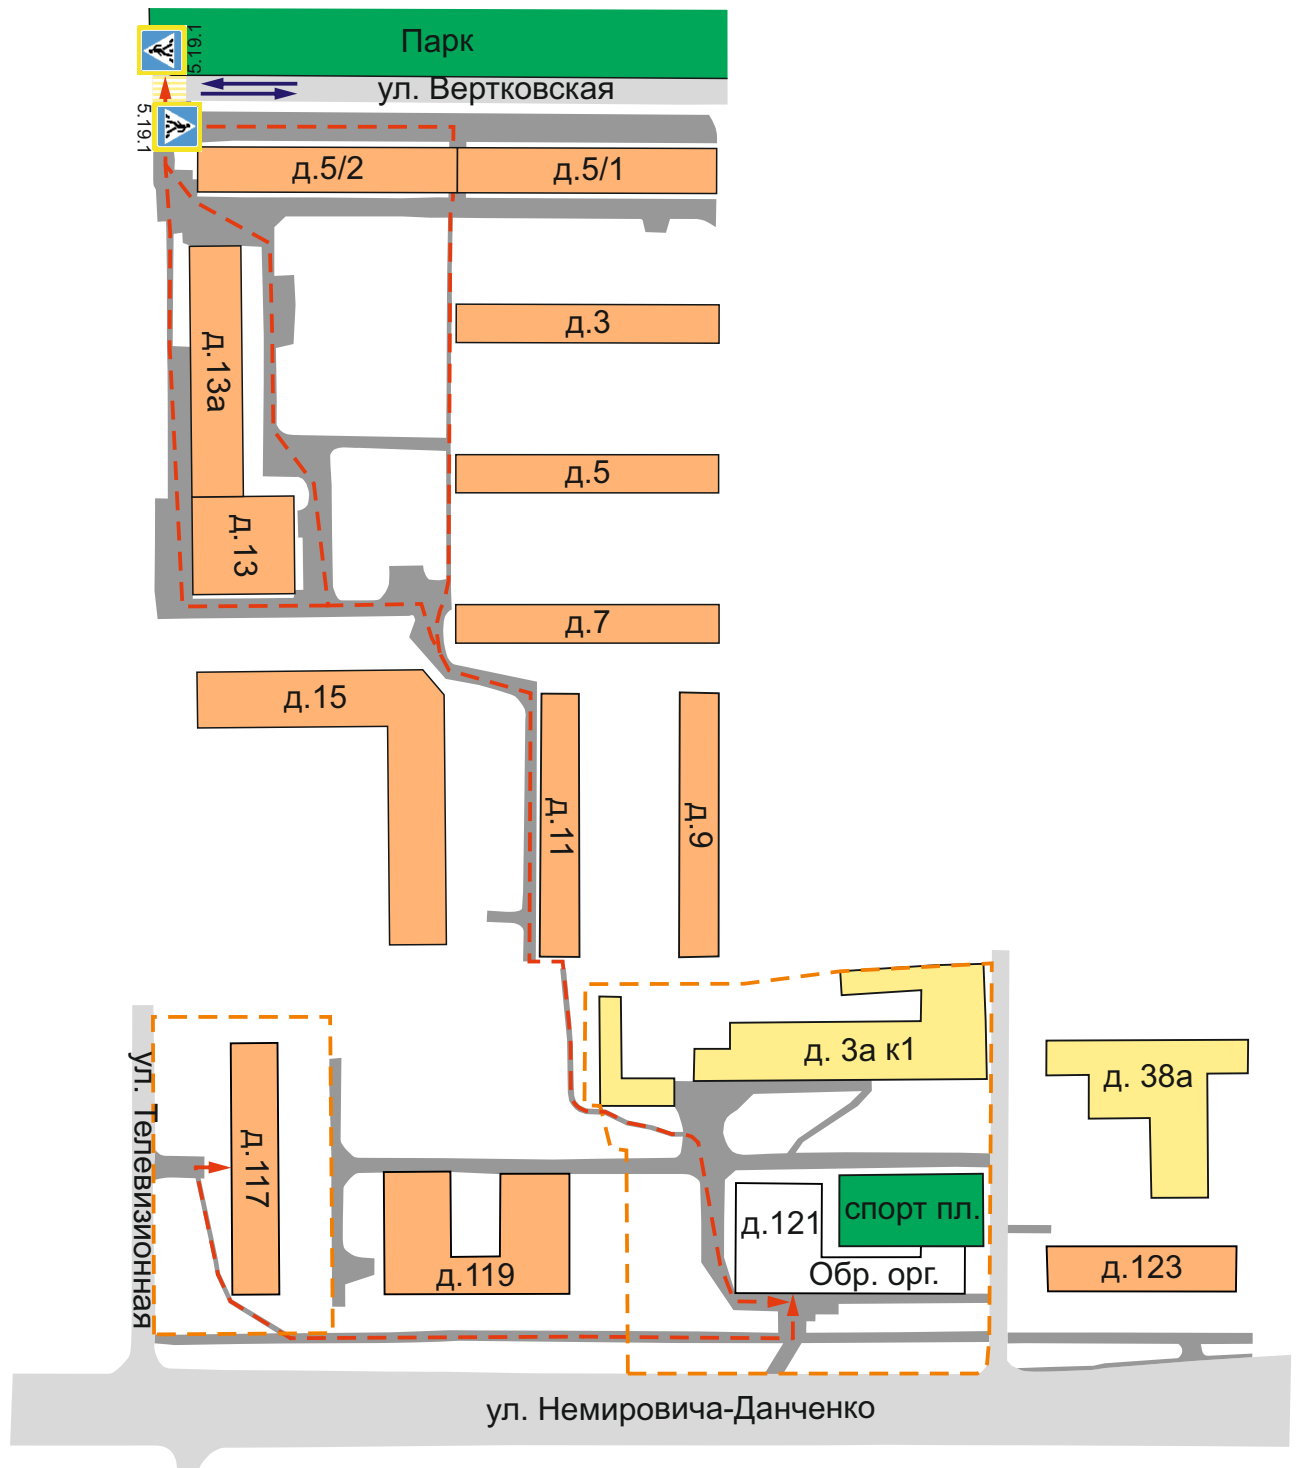 Парк
5.19.1
ул. Вертковская
5.19.1
д.5/2
д.5/1
д.3
д.13а
д.5
д.13
д.7
д.15
д.11
д.9
д. 3а к1
д. 38а
ул. Телевизионная
д.117
д.121
спорт пл.
д.119
Обр. орг.
д.123
ул. Немировича-Данченко